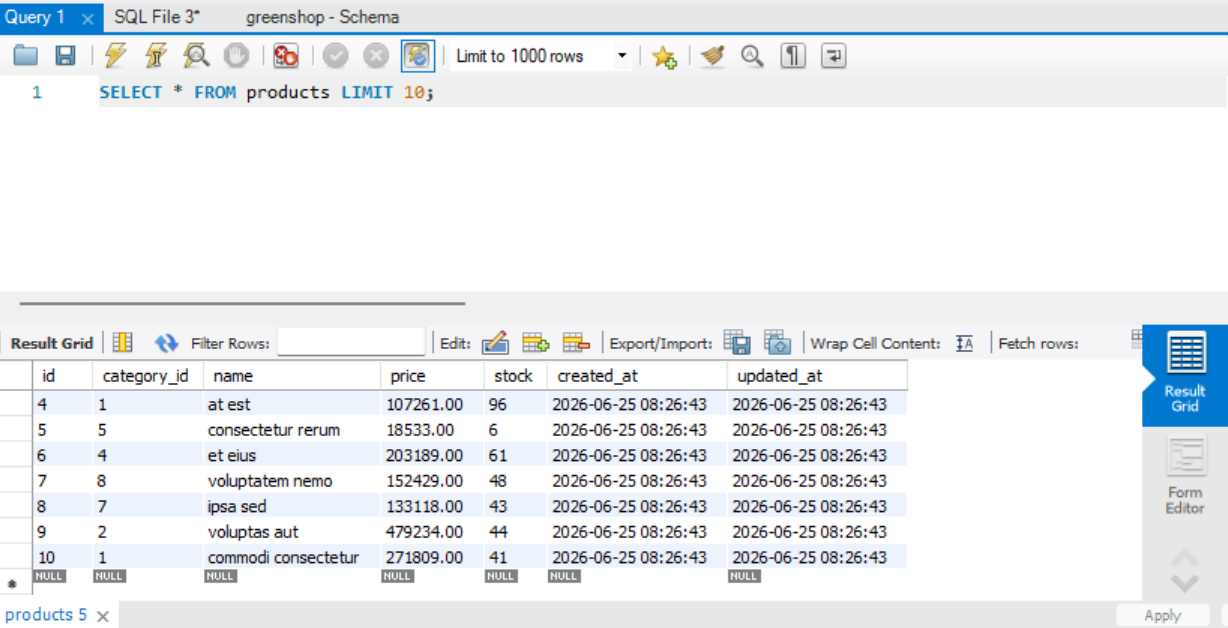 Query 1 SQL File 3* greenshop - Schema
Limit to 1000 rows
1 SELECT * FROM products LIMIT 10;
Result Grid Filter Rows: Edit: Export/Import: Wrap Cell Content: Fetch rows:
id category_id name price stock created_at updated_at
4 1 at est 107261.00 96 2026-06-25 08:26:43 2026-06-25 08:26:43
5 5 consectetur rerum 18533.00 6 2026-06-25 08:26:43 2026-06-25 08:26:43
6 4 et eius 203189.00 61 2026-06-25 08:26:43 2026-06-25 08:26:43
7 8 voluptatem nemo 152429.00 48 2026-06-25 08:26:43 2026-06-25 08:26:43
8 7 ipsa sed 133118.00 43 2026-06-25 08:26:43 2026-06-25 08:26:43
9 2 voluptas aut 479234.00 44 2026-06-25 08:26:43 2026-06-25 08:26:43
10 1 commodi consectetur 271809.00 41 2026-06-25 08:26:43 2026-06-25 08:26:43
* NULL NULL NULL NULL NULL NULL NULL
Result
Grid
Form
Editor
products 5
Apply